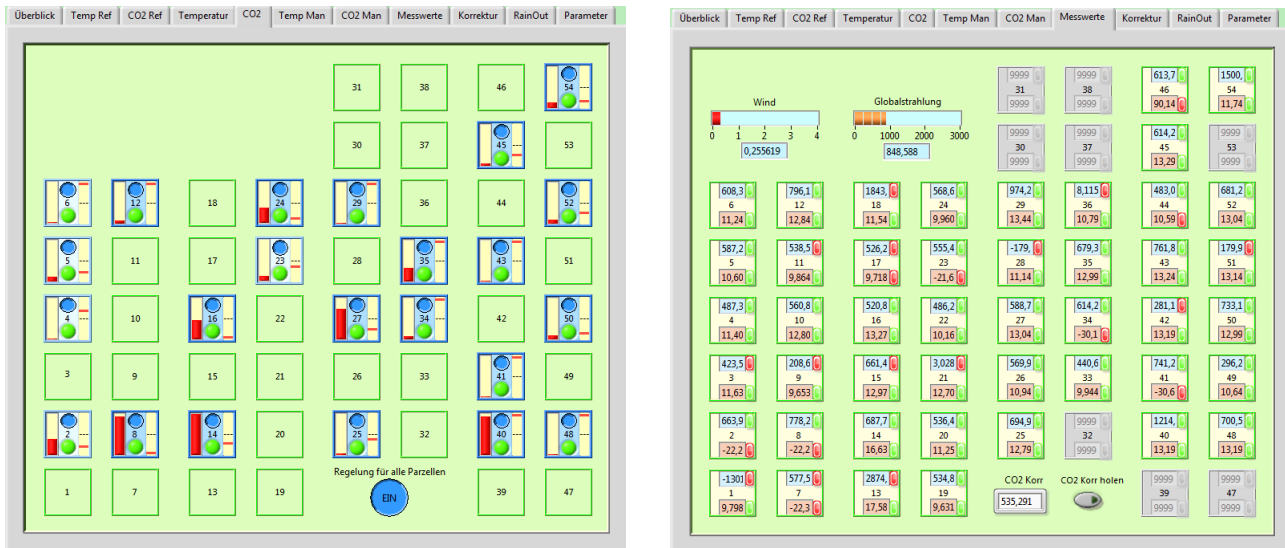 Überblick Temp Ref CO2 Ref Temperatur CO2 Temp Man CO2 Man Messwerte Korrektur RainOut Parameter
31 38 46 54
30 37 45 53
6 12 18 24 29 36 44 52
5 11 17 23 28 35 43 51
4 10 16 22 27 34 42 50
3 9 15 21 26 33 41 49
2 8 14 20 25 32 40 48
Regelung für alle Parzellen
1 7 13 19 EIN 39 47
Überblick Temp Ref CO2 Ref Temperatur CO2 Temp Man CO2 Man Messwerte Korrektur RainOut Parameter
9999 9999 613,7 1500,
31 38 46 54
9999 9999 90,14 11,74
Wind Globalstrahlung
0 1 2 3 4 0 1000 2000 3000
0,255619 848,588
9999 9999 614,2 9999
30 37 45 53
9999 9999 13,29 9999
608,3 796,1 1843, 568,6 974,2 8,115 483,0 681,2
6 12 18 24 29 36 44 52
11,24 12,84 11,54 9,960 13,44 10,79 10,59 13,04
587,2 538,5 526,2 555,4 -179, 679,3 761,8 179,9
5 11 17 23 28 35 43 51
10,60 9,864 9,718 -21,6 11,14 12,99 13,24 13,14
487,3 560,8 520,8 486,2 588,7 614,2 281,1 733,1
4 10 16 22 27 34 42 50
11,40 12,80 13,27 10,16 13,04 -30,1 13,19 12,99
423,5 208,6 661,4 3,028 569,9 440,6 741,2 296,2
3 9 15 21 26 33 41 49
11,63 9,653 12,97 12,70 10,94 9,944 -30,6 10,64
663,9 778,2 687,7 536,4 694,9 9999 1214, 700,5
2 8 14 20 25 32 40 48
-22,2 -22,2 16,63 11,25 12,79 9999 13,19 13,19
-1301 577,5 2874, 534,8 CO2 Korr CO2 Korr holen 9999 9999
1 7 13 19 535,291 39 47
9,798 -22,3 17,58 9,631 9999 9999